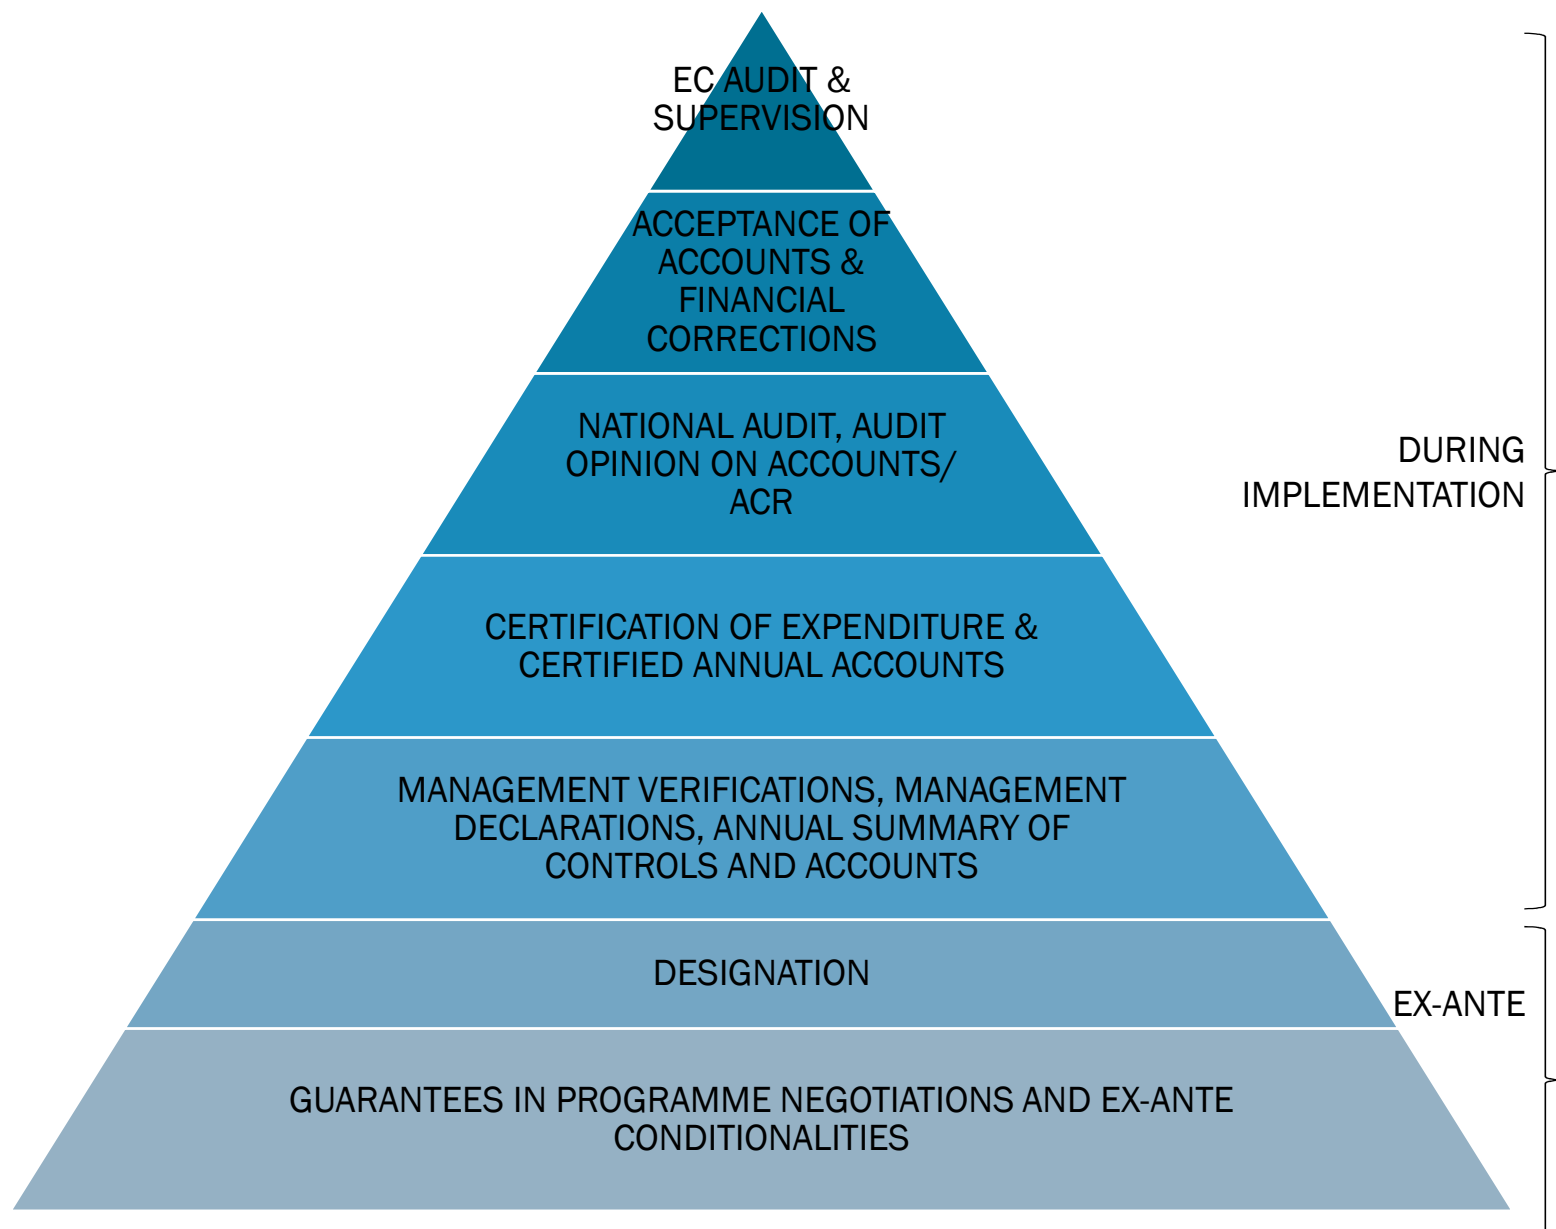 EC AUDIT &
SUPERVISION
ACCEPTANCE OF
ACCOUNTS &
FINANCIAL
CORRECTIONS
NATIONAL AUDIT, AUDIT
OPINION ON ACCOUNTS/
ACR
DURING
IMPLEMENTATION
CERTIFICATION OF EXPENDITURE &
CERTIFIED ANNUAL ACCOUNTS
MANAGEMENT VERIFICATIONS, MANAGEMENT
DECLARATIONS, ANNUAL SUMMARY OF
CONTROLS AND ACCOUNTS
DESIGNATION
EX-ANTE
GUARANTEES IN PROGRAMME NEGOTIATIONS AND EX-ANTE
CONDITIONALITIES